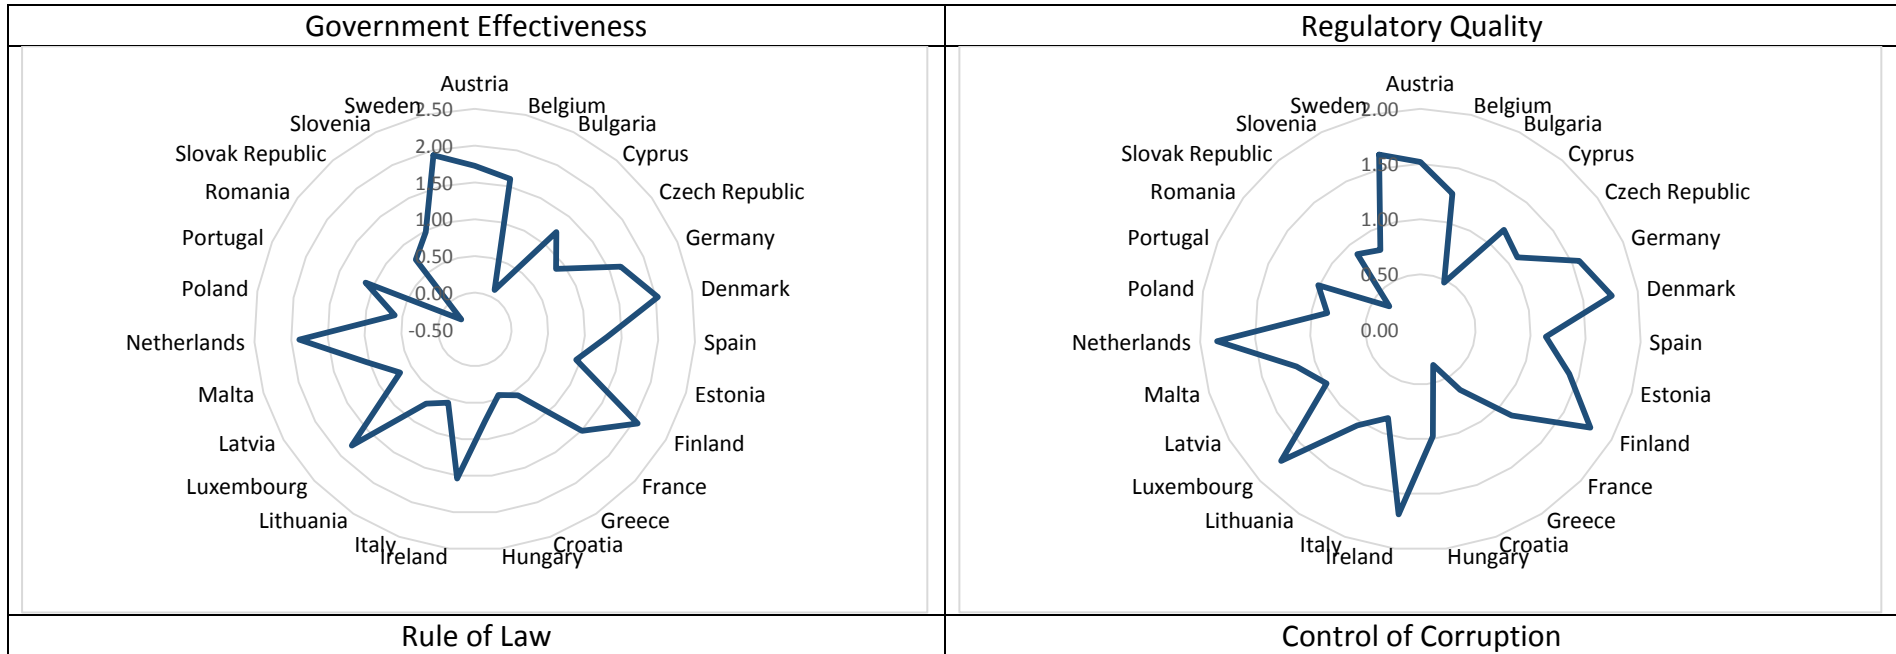 Government Effectiveness
Regulatory Quality
Austria
Belgium
Bulgaria
Cyprus
Czech Republic
Germany
Denmark
Spain
Estonia
Finland
France
Greece
Croatia
Hungary
Ireland
Italy
Lithuania
Luxembourg
Latvia
Malta
Netherlands
Poland
Portugal
Romania
Slovak Republic
Slovenia
Sweden
2.50
2.00
1.50
1.00
0.50
0.00
-0.50
Austria
Belgium
Bulgaria
Cyprus
Czech Republic
Germany
Denmark
Spain
Estonia
Finland
France
Greece
Croatia
Hungary
Ireland
Italy
Lithuania
Luxembourg
Latvia
Malta
Netherlands
Poland
Portugal
Romania
Slovak Republic
Slovenia
Sweden
2.00
1.50
1.00
0.50
0.00
Rule of Law
Control of Corruption